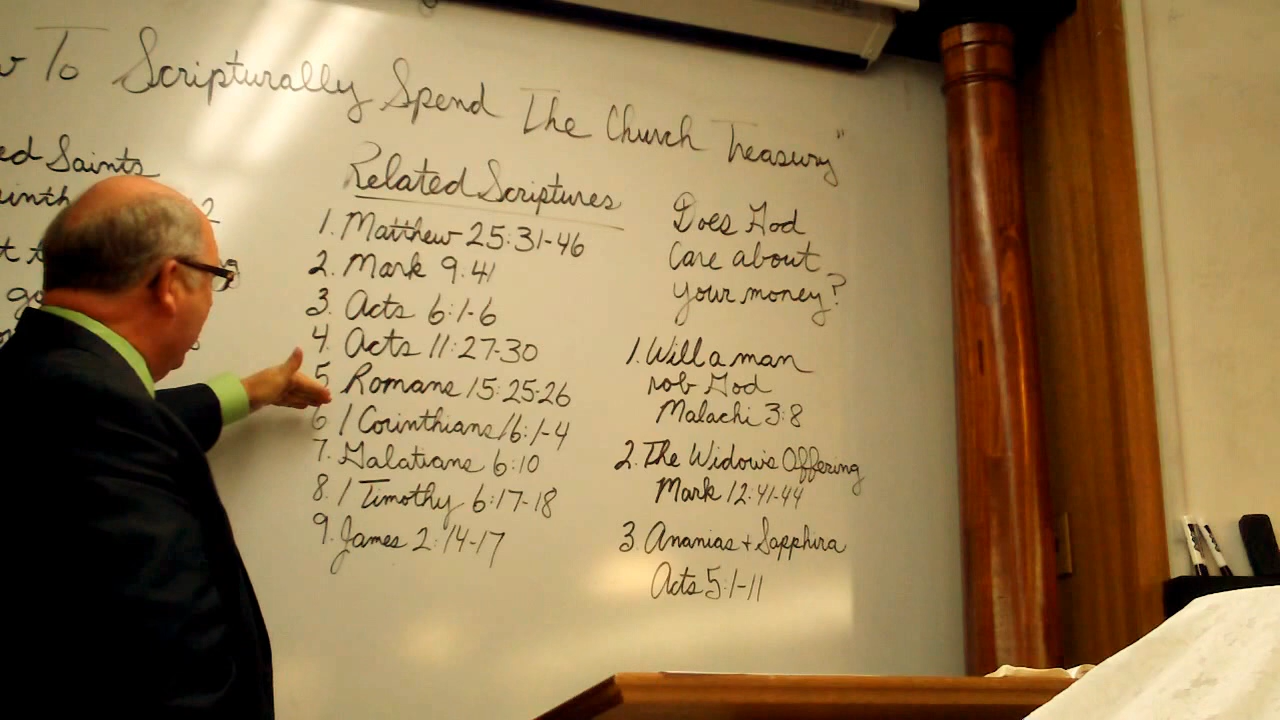 To Scripturally Spend The Church Treasury"
Saints
2
Related Scriptures
1. Matthew 25:31-46
2. Mark 9:41
3. Acts 6:1-6
4. Acts 11:27-30
5 Romans 15:25-26
6 1 Corinthians 16:1-4
7. Galatians 6:10
8. 1 Timothy 6:17-18
9. James 2:14-17
Does God
Care about
your money?
1. Will a man
rob God
Malachi 3:8
2. The Widow's Offering
Mark 12:41-44
3. Ananias + Sapphira
Acts 5:1-11